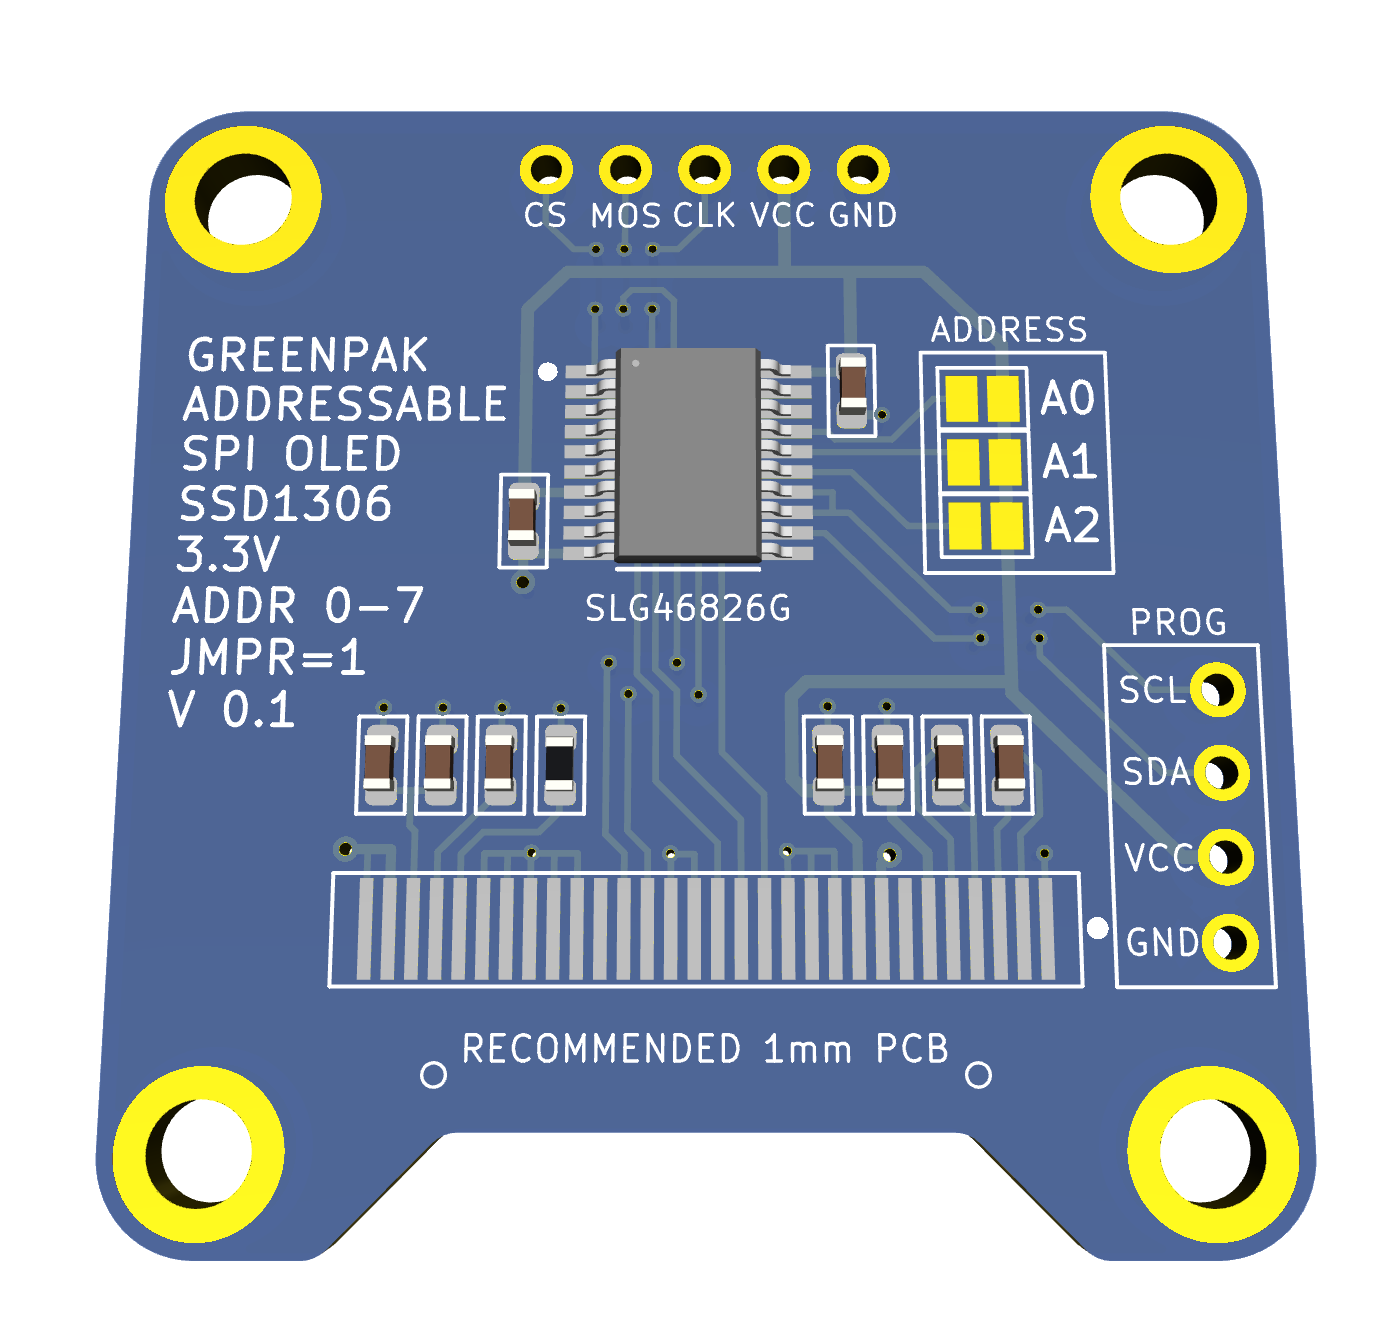 CS MOS CLK VCC GND
GREENPAK
ADDRESSABLE
SPI OLED
SSD1306
3.3V
ADDR 0-7
JMPR=1
V 0.1
ADDRESS
A0
A1
A2
SLG46826G
PROG
SCL
SDA
VCC
GND
RECOMMENDED 1mm PCB